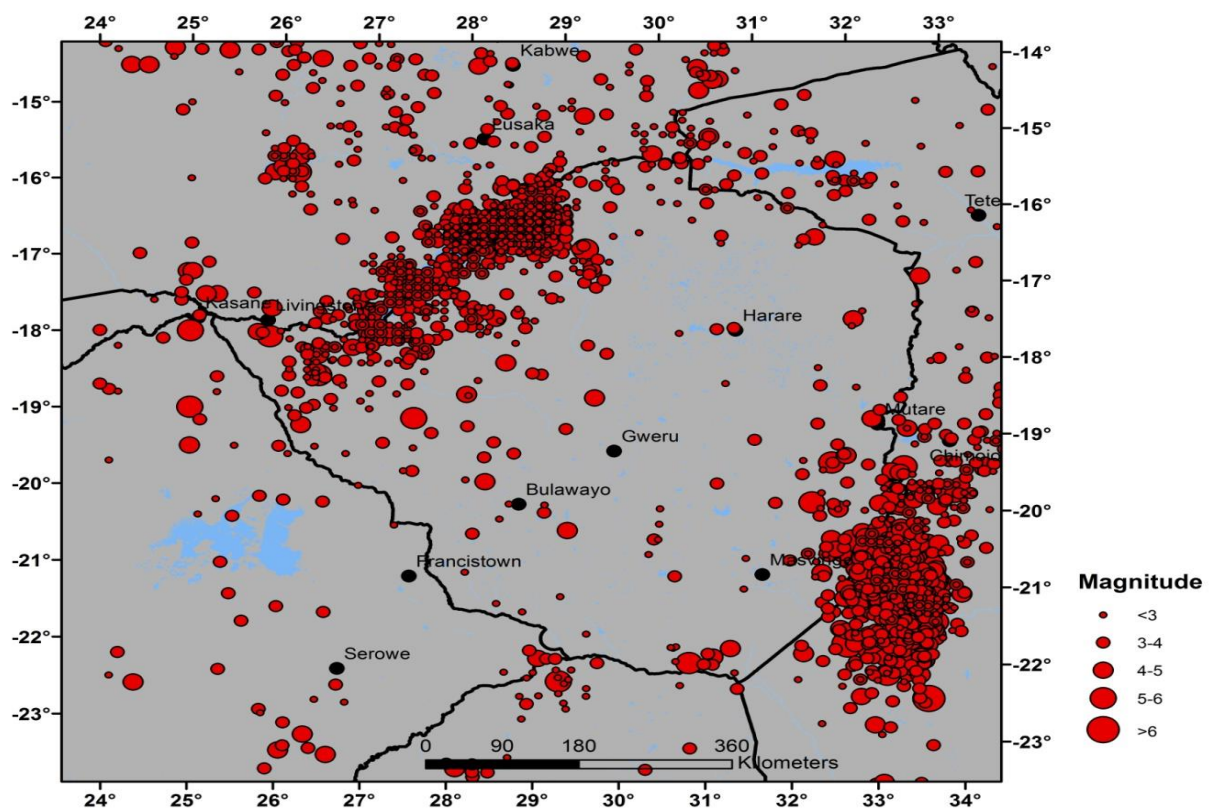 24° 25° 26° 27° 28° 29° 30° 31° 32° 33°
-14°
Kabwe
-15°
-15°
Lusaka
-16°
-16°
Tete
-17°
-17°
Kasane Livingstone
Harare
-18°
-18°
-19°
Mutare
-19°
Gweru
Chimoio
-20°
Bulawayo
-20°
-21°
Francistown
Masvingo
-21°
Magnitude
<3
-22°
3-4
Serowe
-22°
4-5
5-6
-23°
>6
-23°
0 90 180 360
Kilometers
24 25° 26° 27° 28° 29° 30° 31° 32° 33° 34°